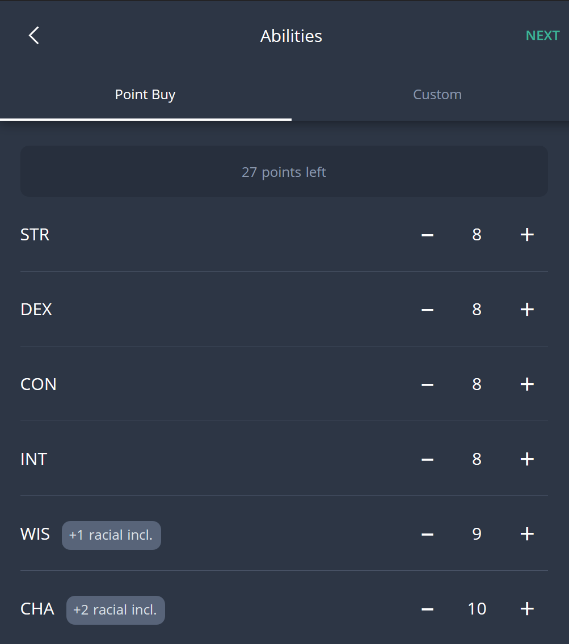 Abilities
NEXT
Point Buy
Custom
27 points left
STR – 8 +
DEX – 8 +
CON – 8 +
INT – 8 +
WIS +1 racial incl. – 9 +
CHA +2 racial incl. – 10 +